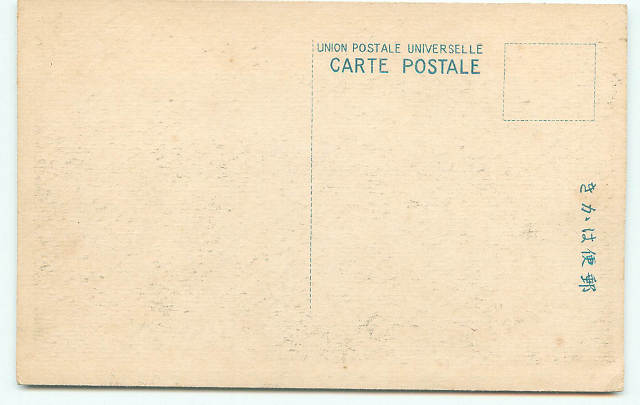 UNION POSTALE UNIVERSELLE
CARTE POSTALE
郵便はかき